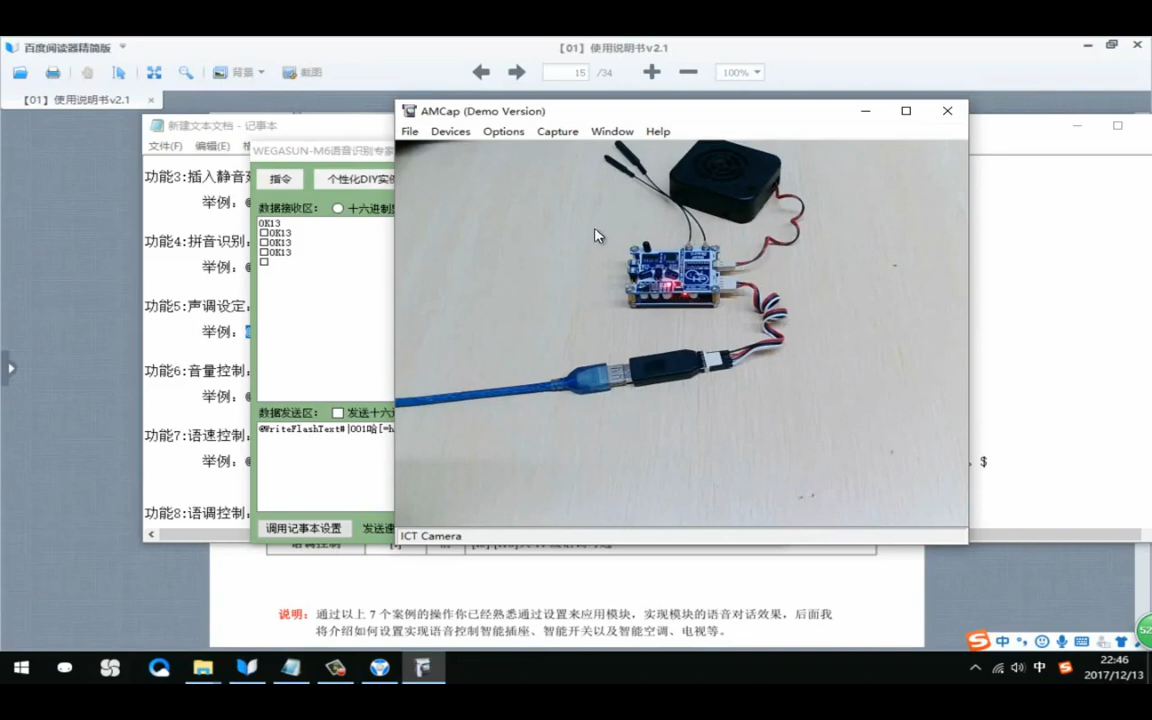 百度阅读器精简版
【01】使用说明书v2.1
背景
截图
15 /34
100%
【01】使用说明书v2.1
新建文本文档 - 记事本
文件(F) 编辑(E)
功能3:插入静音
举例:
功能4:拼音识别:
举例:
功能5:声调设定:
举例:
功能6:音量控制:
举例:
功能7:语速控制:
举例: $
功能8:语调控制:
WEGASUN-M6语音识别专家
指令 个性化DIY实
数据接收区: 十六进制
OK13
OK13
OK13
OK13
数据发送区: 发送十六
@WriteFlashText#|001哈[=h
调用记事本设置 发送
AMCap (Demo Version)
File Devices Options Capture Window Help
ICT Camera
说明: 通过以上 7 个案例的操作你已经熟悉通过设置来应用模块,实现模块的语音对话效果,后面我
将介绍如何设置实现语音控制智能插座、智能开关以及智能空调、电视等。
中
52
中
22:46
2017/12/13